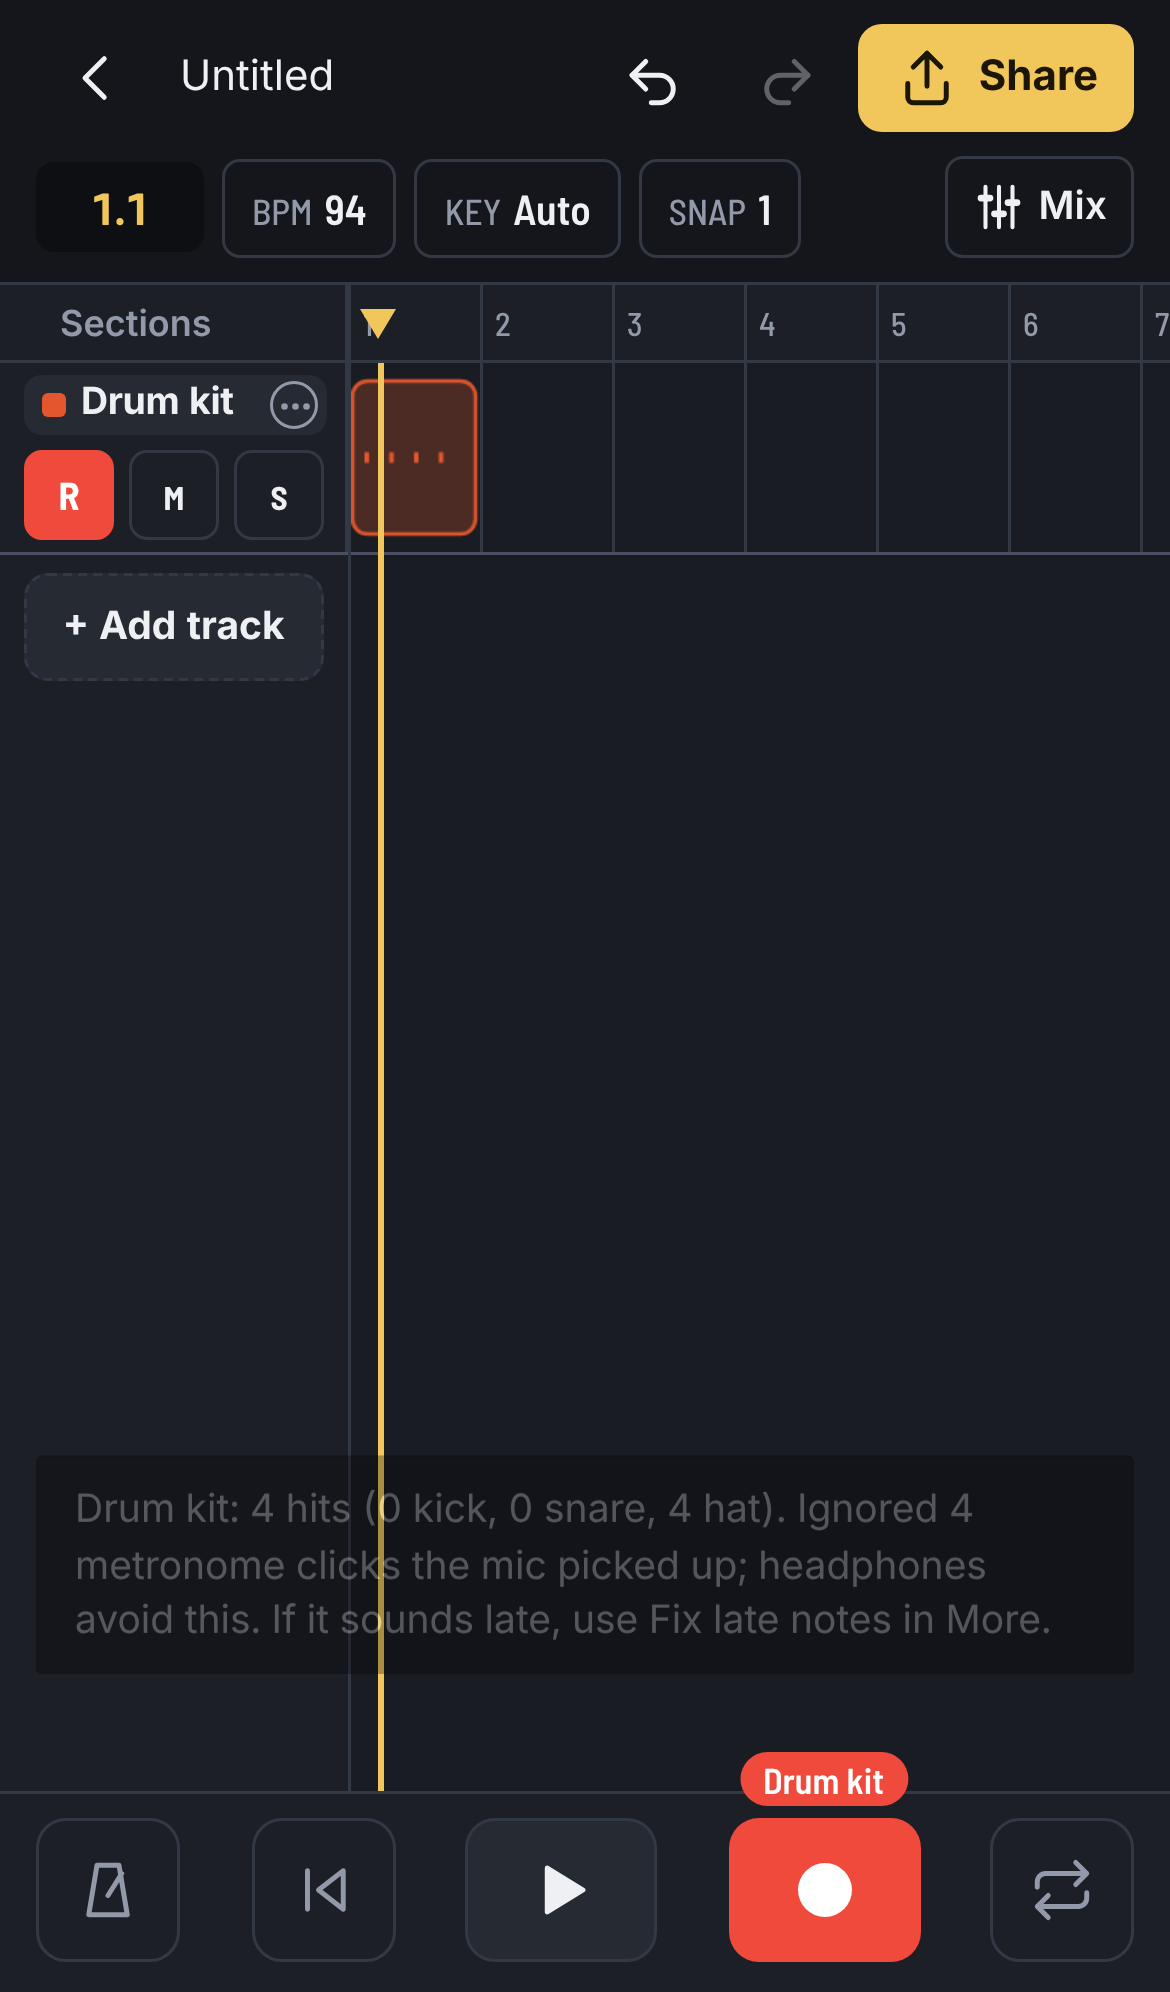 Untitled
Share
1.1
BPM 94
KEY Auto
SNAP 1
Mix
Sections
2
3
4
5
6
7
Drum kit
R
M
S
+ Add track
Drum kit: 4 hits (0 kick, 0 snare, 4 hat). Ignored 4
metronome clicks the mic picked up; headphones
avoid this. If it sounds late, use Fix late notes in More.
Drum kit